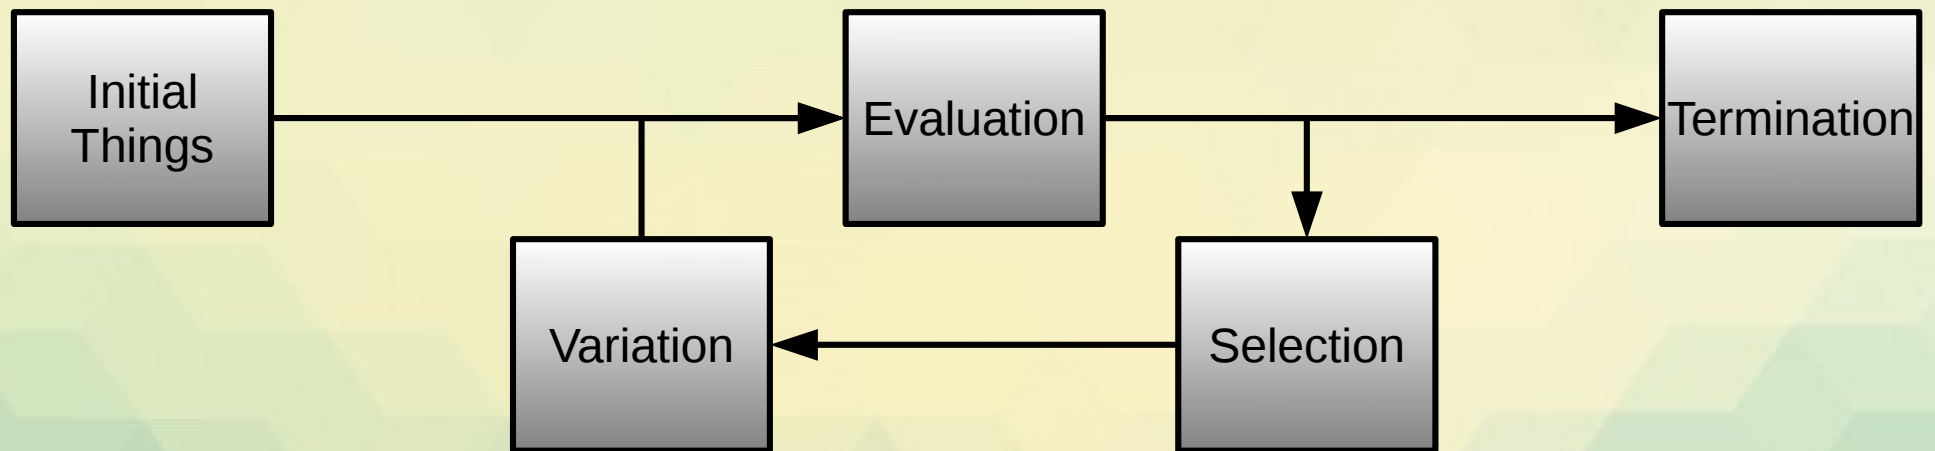 Initial
Things
Evaluation
Termination
Variation
Selection